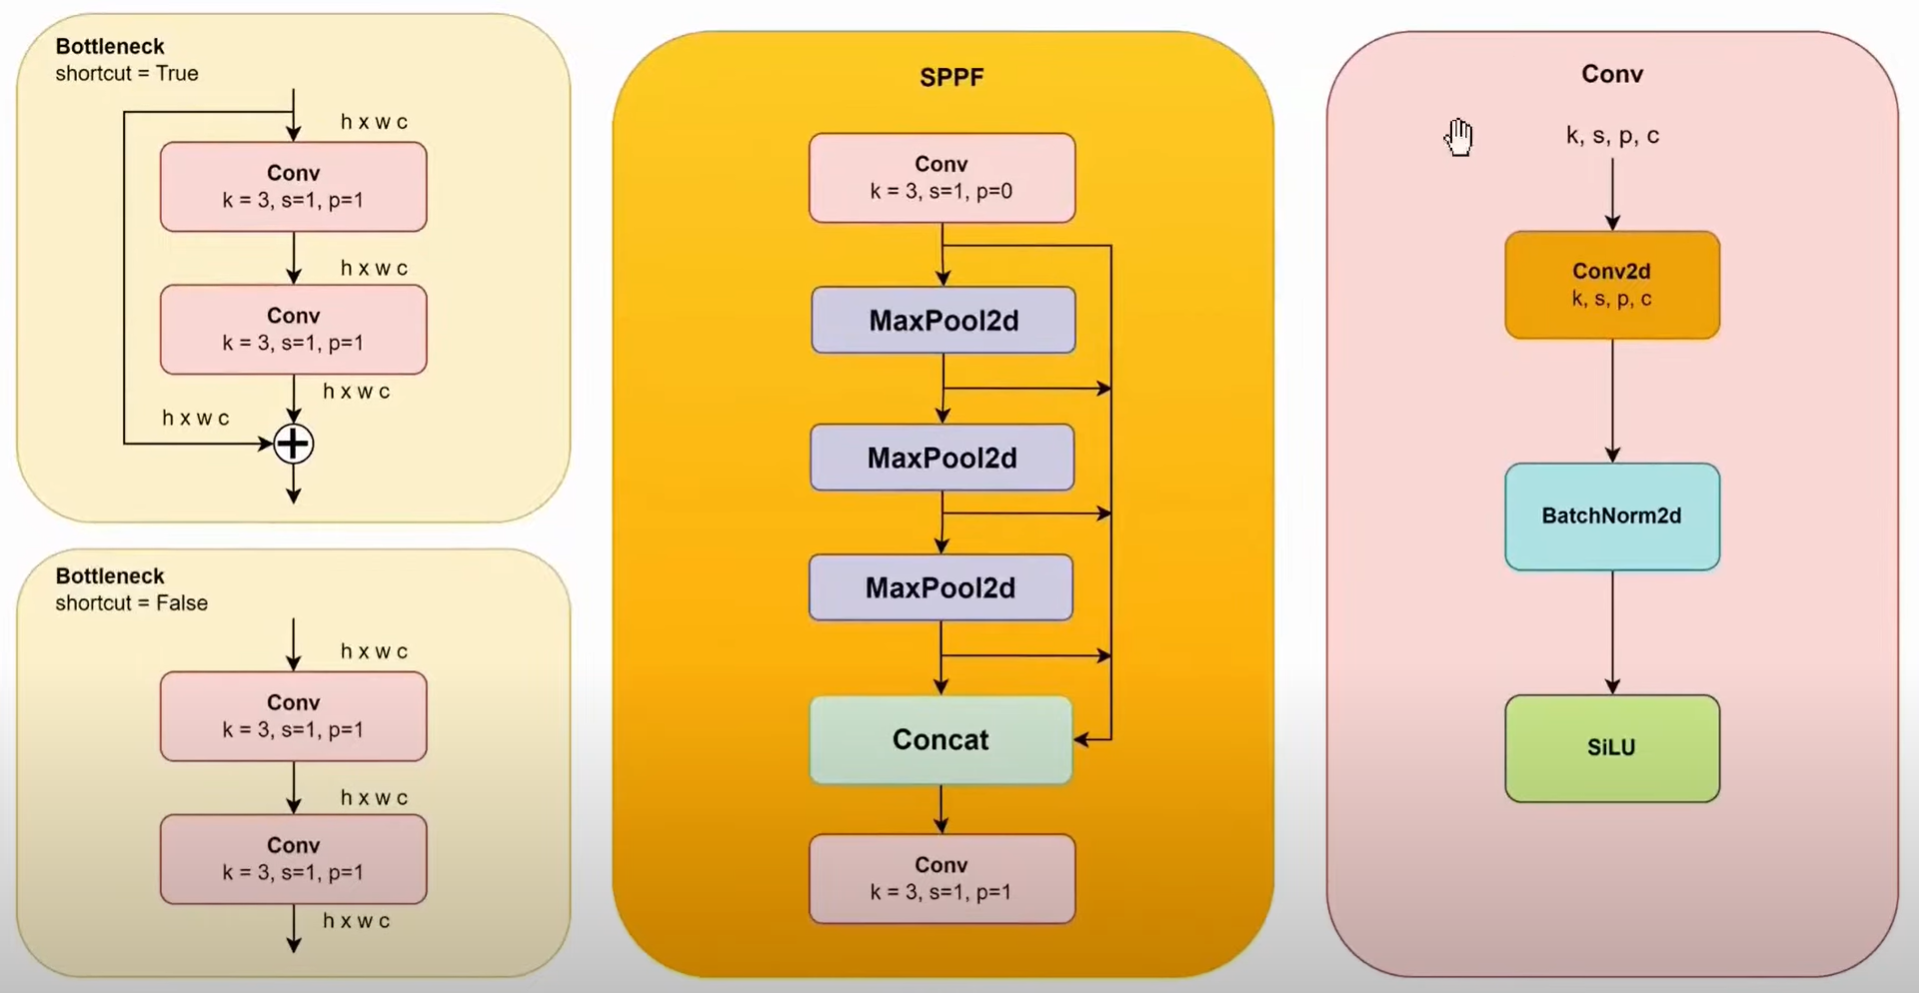 Bottleneck
shortcut = True
h x w c
Conv
k = 3, s=1, p=1
h x w c
Conv
k = 3, s=1, p=1
h x w c
h x w c
Bottleneck
shortcut = False
h x w c
Conv
k = 3, s=1, p=1
h x w c
Conv
k = 3, s=1, p=1
h x w c
SPPF
Conv
k = 3, s=1, p=0
MaxPool2d
MaxPool2d
MaxPool2d
Concat
Conv
k = 3, s=1, p=1
Conv
k, s, p, c
Conv2d
k, s, p, c
BatchNorm2d
SiLU